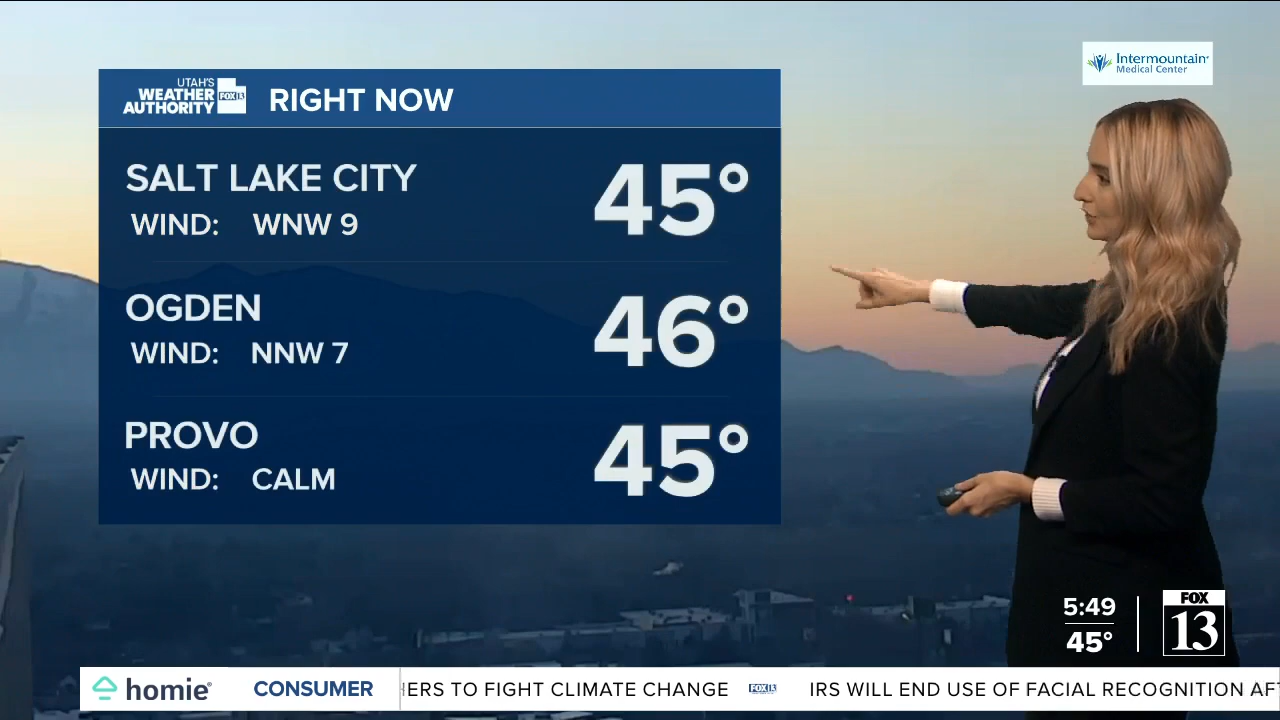 Intermountain
Medical Center
UTAH'S
WEATHER
AUTHORITY
FOX 13
RIGHT NOW
SALT LAKE CITY 45°
WIND: WNW 9
OGDEN 46°
WIND: NNW 7
PROVO 45°
WIND: CALM
5:49
45°
FOX
13
homie CONSUMER ERS TO FIGHT CLIMATE CHANGE FOX 13 IRS WILL END USE OF FACIAL RECOGNITION AF